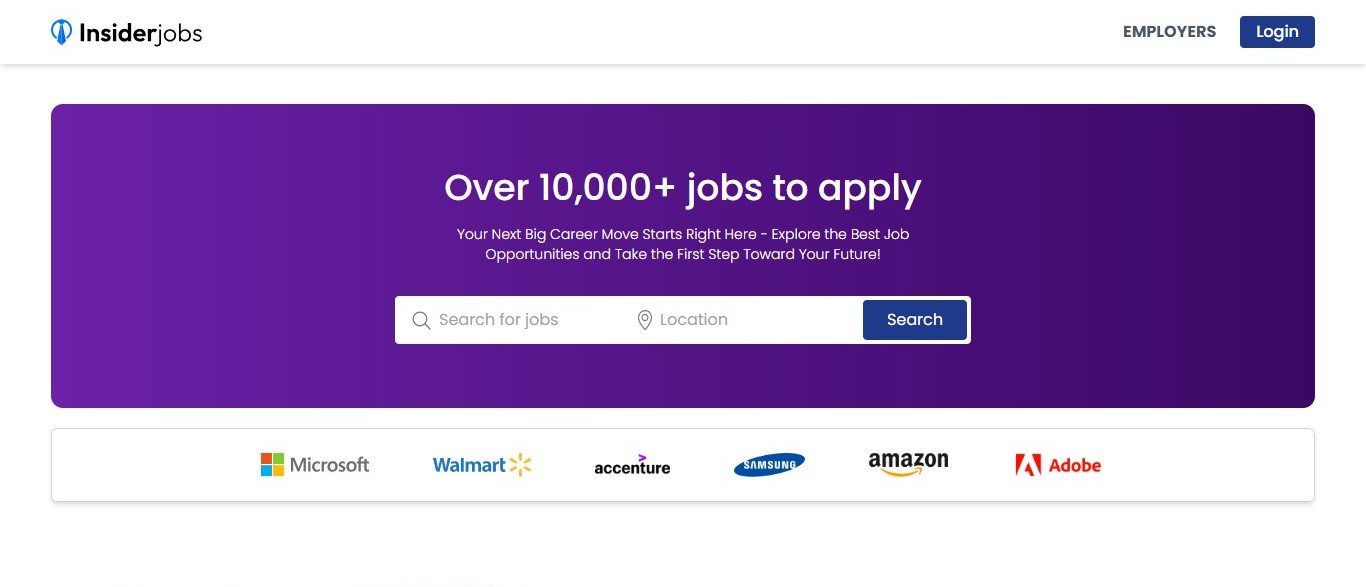 Insiderjobs
EMPLOYERS
Login
Over 10,000+ jobs to apply
Your Next Big Career Move Starts Right Here - Explore the Best Job
Opportunities and Take the First Step Toward Your Future!
Search for jobs
Location
Search
Microsoft
Walmart
accenture
SAMSUNG
amazon
Adobe